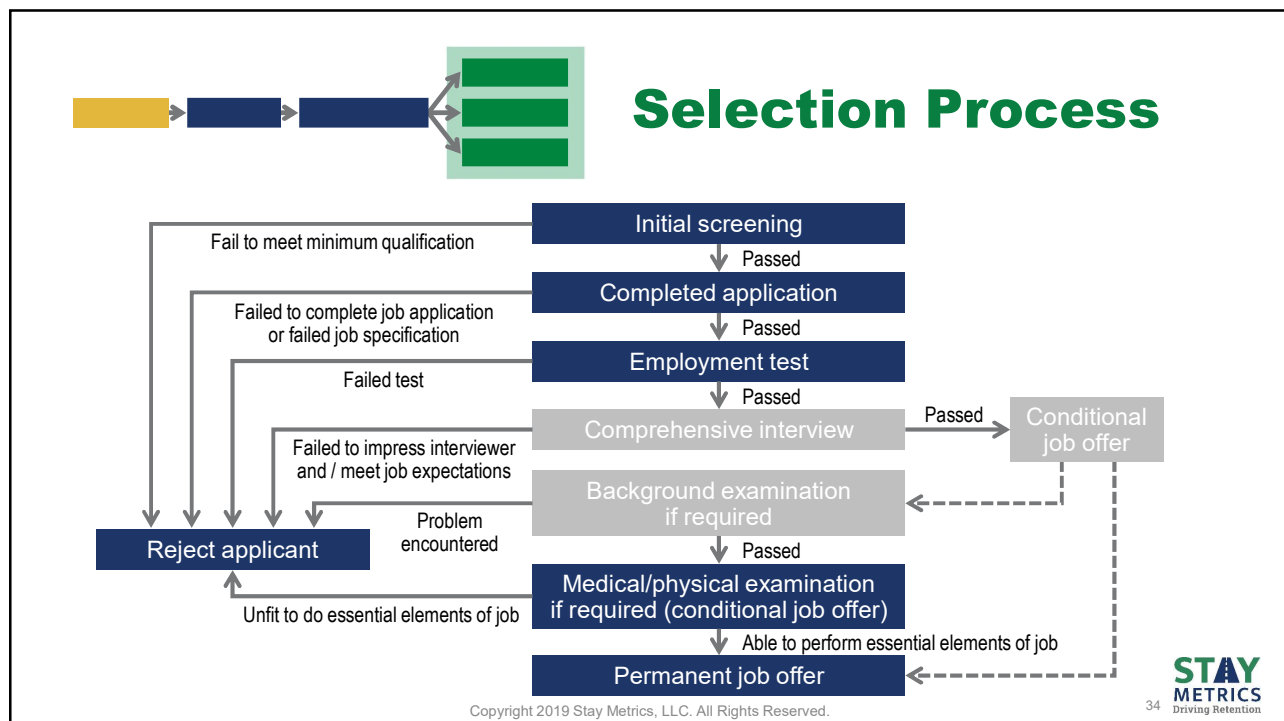 Selection Process
Initial screening
Fail to meet minimum qualification
Passed
Completed application
Failed to complete job application
or failed job specification
Passed
Employment test
Failed test
Passed
Comprehensive interview
Passed
Conditional
job offer
Failed to impress interviewer
and / meet job expectations
Background examination
if required
Problem
encountered
Reject applicant
Passed
Medical/physical examination
if required (conditional job offer)
Unfit to do essential elements of job
Able to perform essential elements of job
Permanent job offer
Copyright 2019 Stay Metrics, LLC. All Rights Reserved.
34
STAY
METRICS
Driving Retention